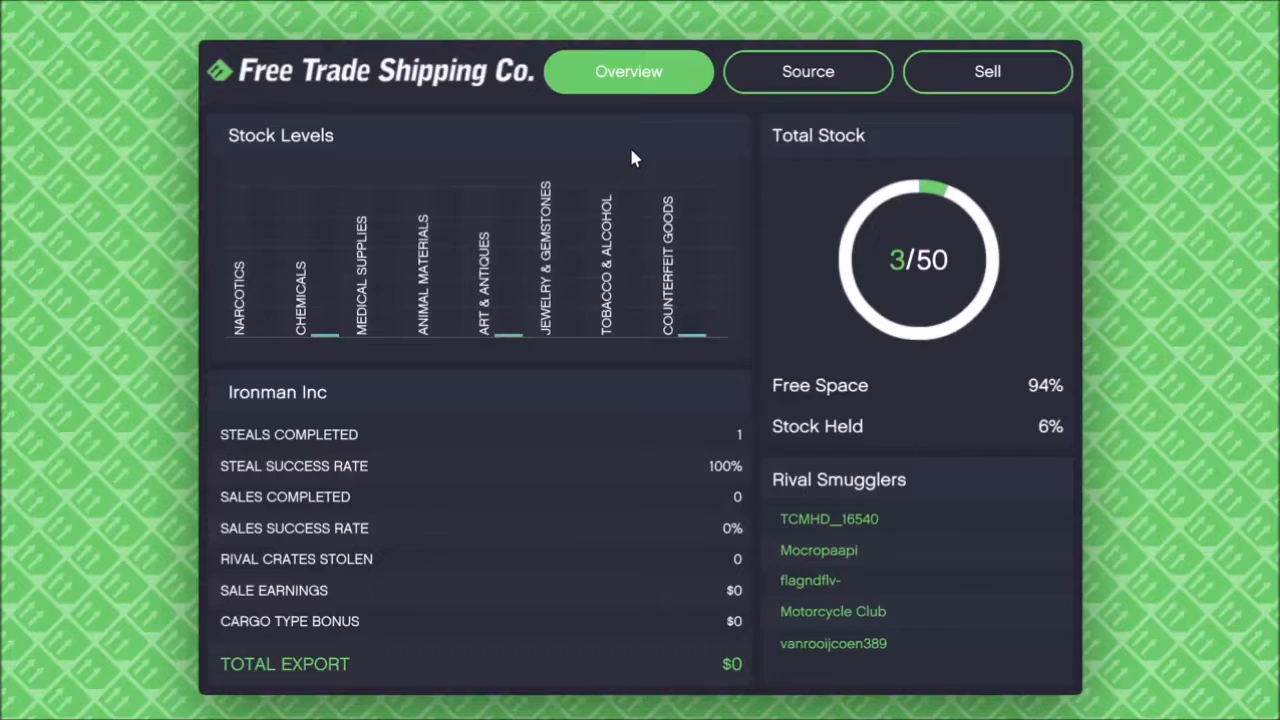 Free Trade Shipping Co.
Overview
Source
Sell
Stock Levels
NARCOTICS
CHEMICALS
MEDICAL SUPPLIES
ANIMAL MATERIALS
ART & ANTIQUES
JEWELRY & GEMSTONES
TOBACCO & ALCOHOL
COUNTERFEIT GOODS
Total Stock
3/50
Free Space 94%
Stock Held 6%
Ironman Inc
STEALS COMPLETED 1
STEAL SUCCESS RATE 100%
SALES COMPLETED 0
SALES SUCCESS RATE 0%
RIVAL CRATES STOLEN 0
SALE EARNINGS $0
CARGO TYPE BONUS $0
TOTAL EXPORT $0
Rival Smugglers
TCMHD__16540
Mocropaapi
flagndflv-
Motorcycle Club
vanrooijcoen389